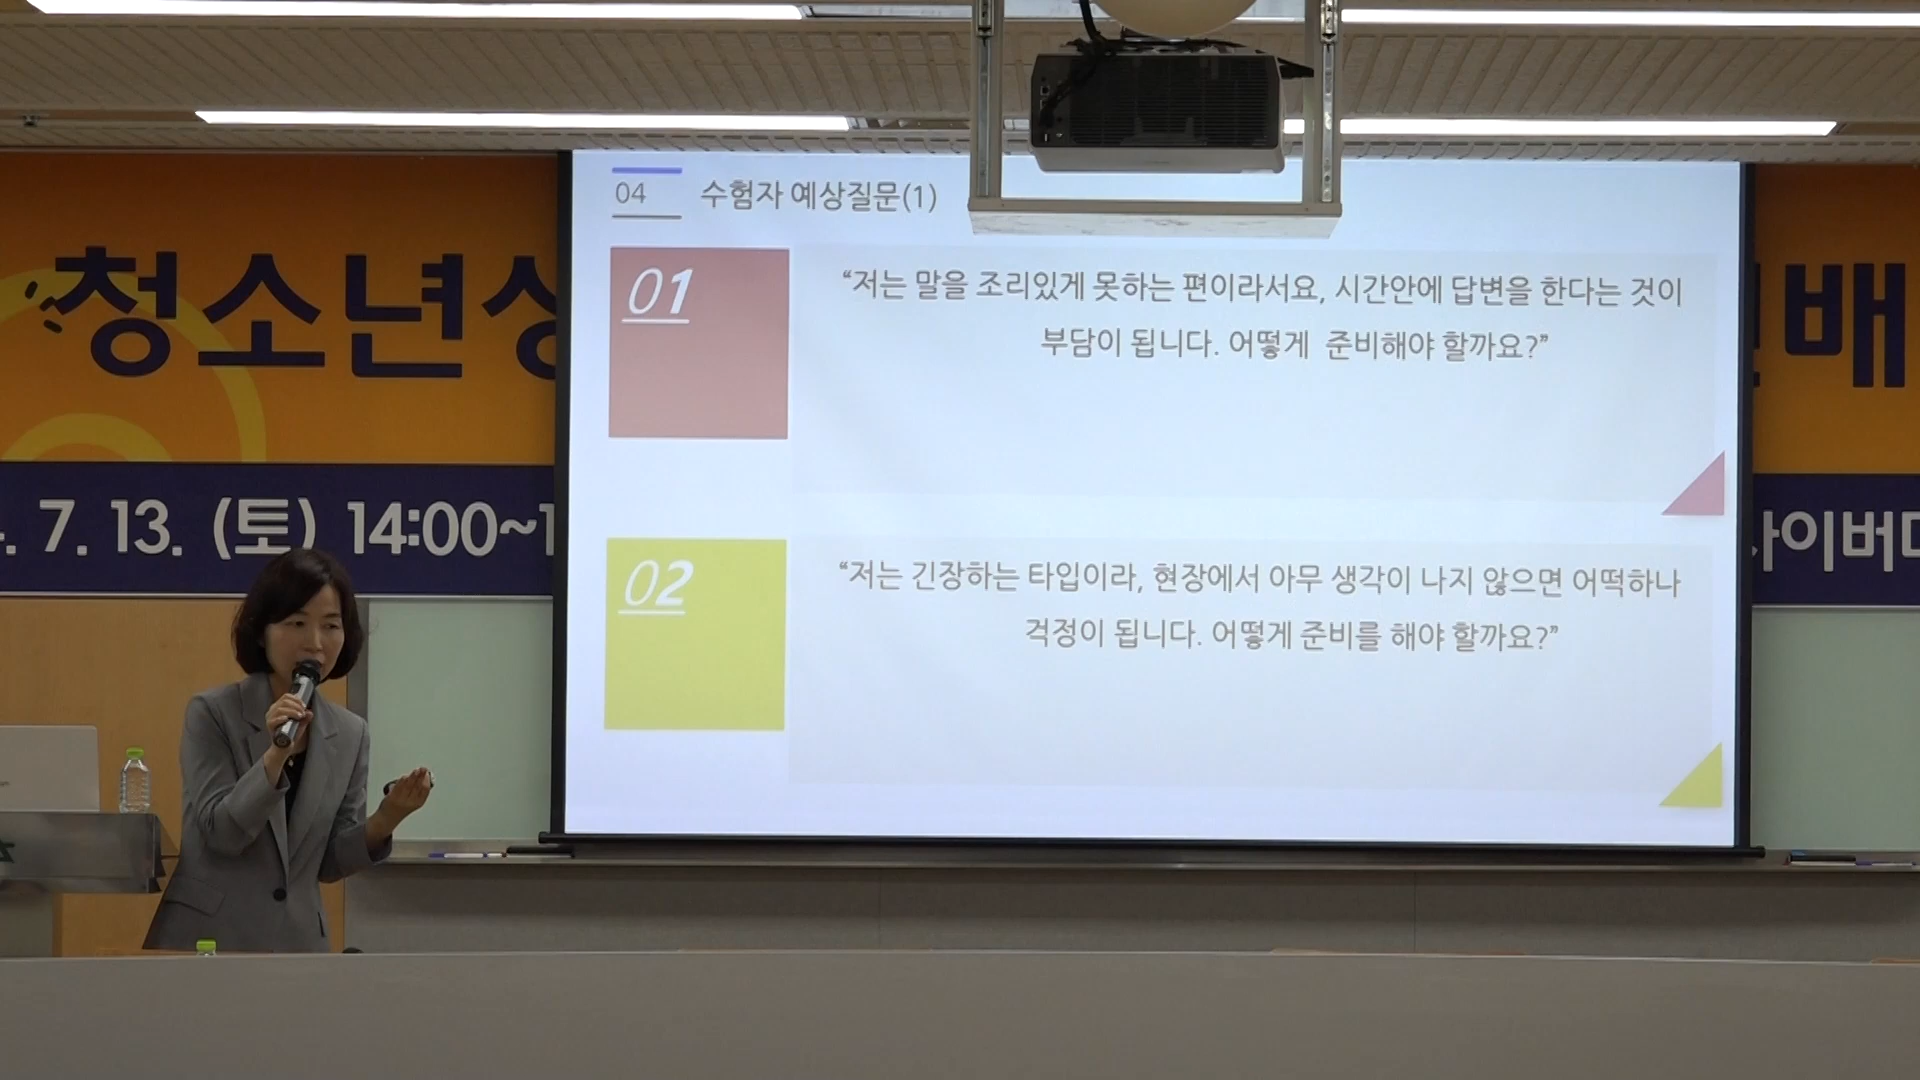 04 수험자 예상질문(1)
01
“저는 말을 조리있게 못하는 편이라서요, 시간안에 답변을 한다는 것이
부담이 됩니다. 어떻게 준비해야 할까요?”
02
“저는 긴장하는 타입이라, 현장에서 아무 생각이 나지 않으면 어떡하나
걱정이 됩니다. 어떻게 준비를 해야 할까요?”
청소년
배
. 7. 13. (토) 14:00~1
사이버